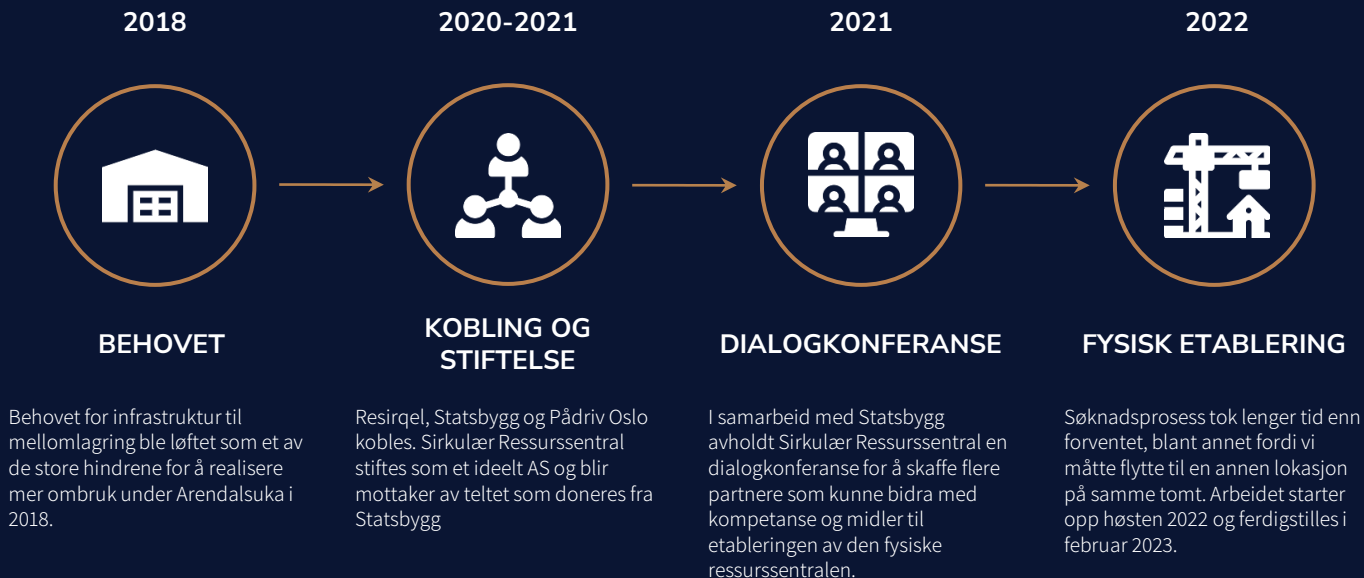 2018
2020-2021
2021
2022
BEHOVET
KOBLING OG
STIFTELSE
DIALOGKONFERANSE
FYSISK ETABLERING
Behovet for infrastruktur til
mellomlagring ble løftet som et av
de store hindrene for å realisere
mer ombruk under Arendalsuka i
2018.
Resirqel, Statsbygg og Pådriv Oslo
kobles. Sirkulær Ressurssentral
stiftes som et ideelt AS og blir
mottaker av teltet som doneres fra
Statsbygg
I samarbeid med Statsbygg
avholdt Sirkulær Ressurssentral en
dialogkonferanse for å skaffe flere
partnere som kunne bidra med
kompetanse og midler til
etableringen av den fysiske
ressurssentralen.
Søknadsprosess tok lenger tid enn
forventet, blant annet fordi vi
måtte flytte til en annen lokasjon
på samme tomt. Arbeidet starter
opp høsten 2022 og ferdigstilles i
februar 2023.